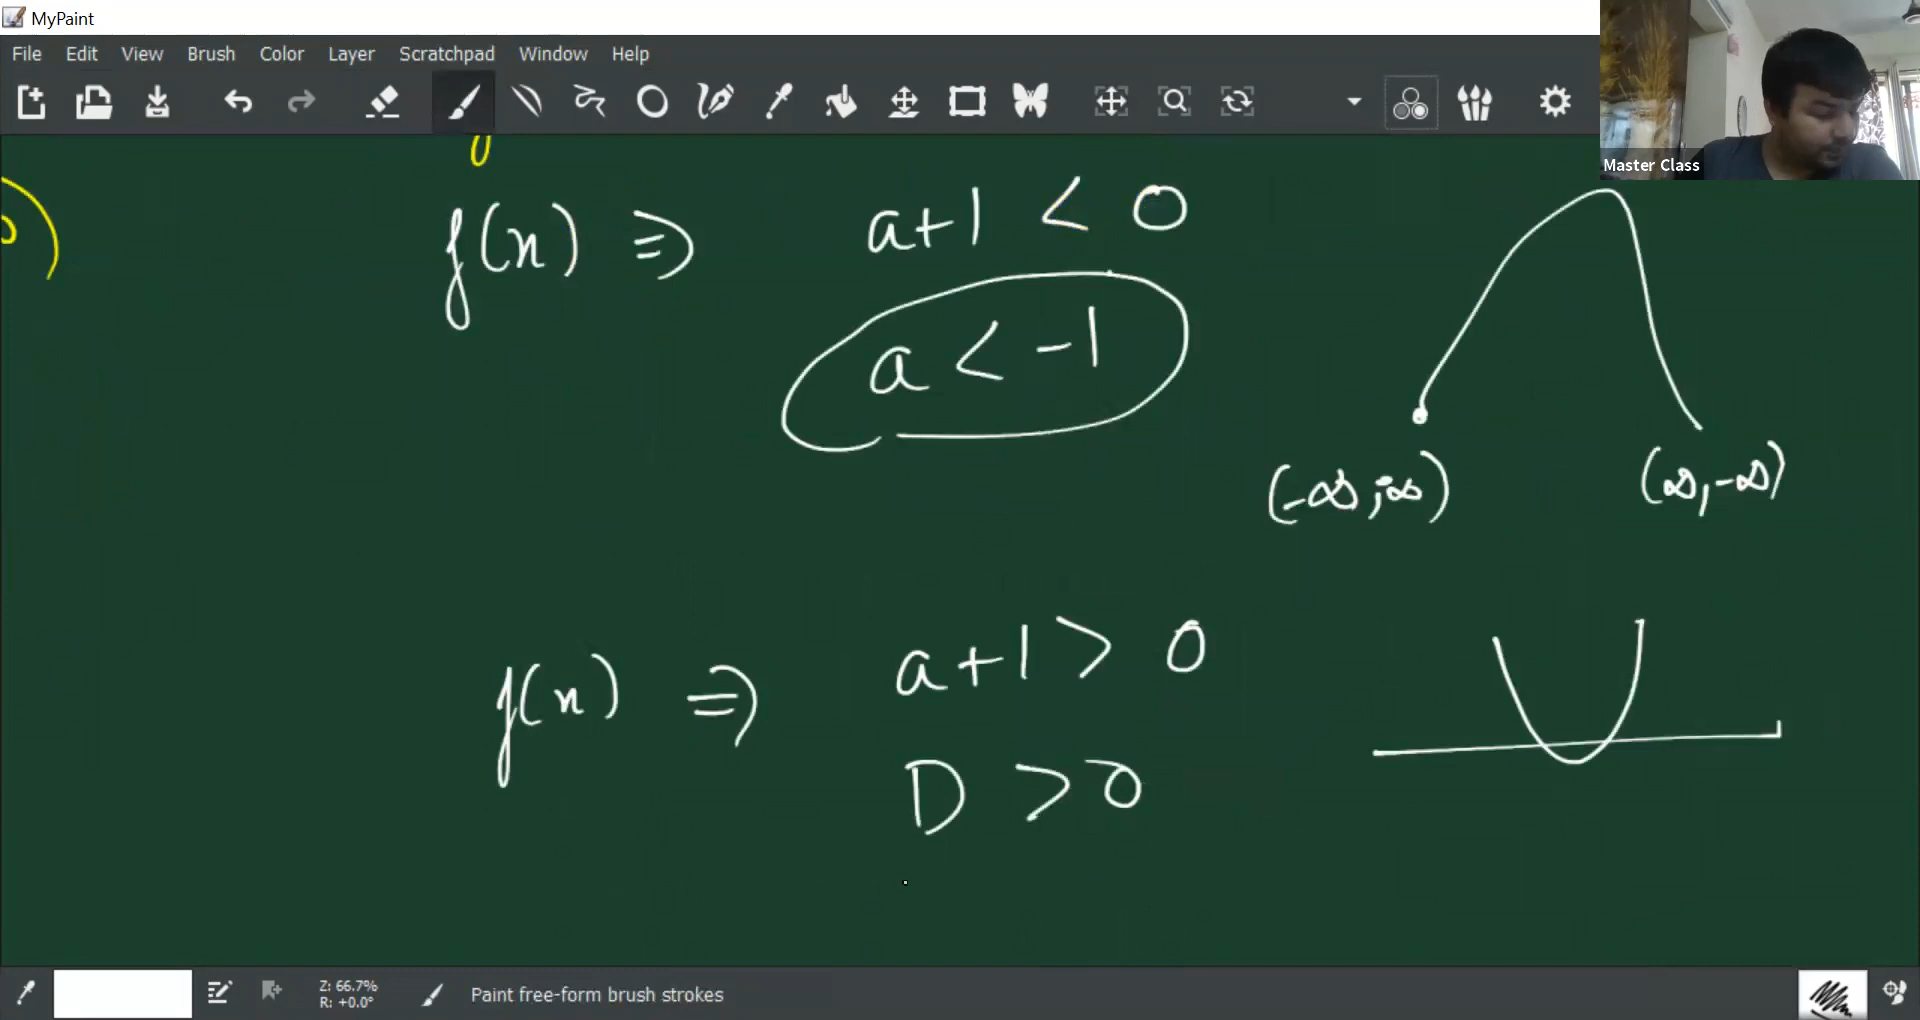 MyPaint
File Edit View Brush Color Layer Scratchpad Window Help
Master Class
f(x) ⇒ a+1 < 0
a < -1
(-∞, ∞) (∞, -∞)
f(x) ⇒ a+1 > 0
D > 0
Z: 66.7%
R: +0.0°
Paint free-form brush strokes